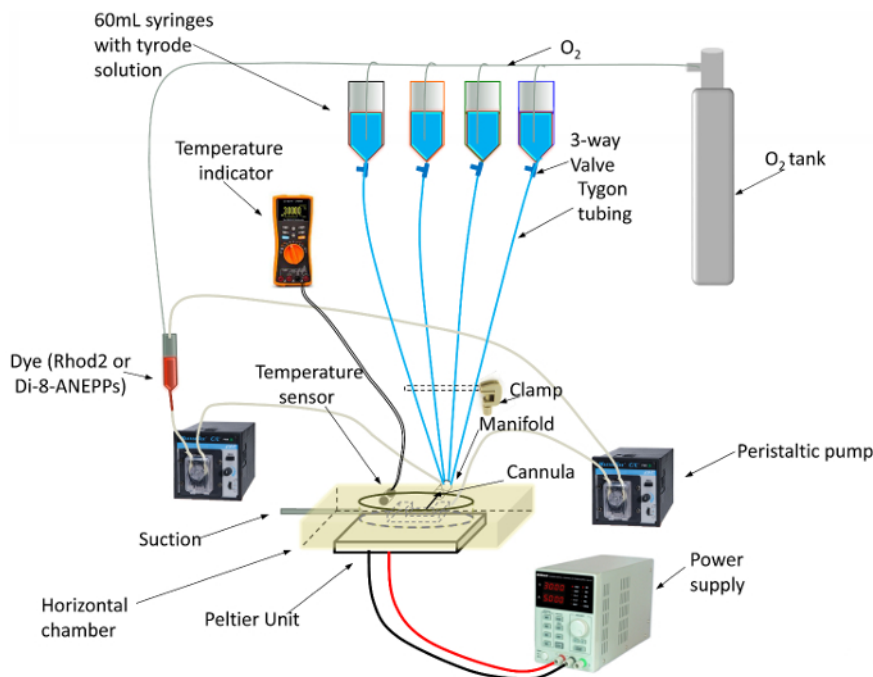 60mL syringes
with tyrode
solution
O₂
Temperature
indicator
3-way
Valve
Tygon
tubing
O₂ tank
Dye (Rhod2 or
Di-8-ANEPPs)
Temperature
sensor
Clamp
Manifold
Cannula
Peristaltic pump
Suction
Horizontal
chamber
Peltier Unit
Power
supply